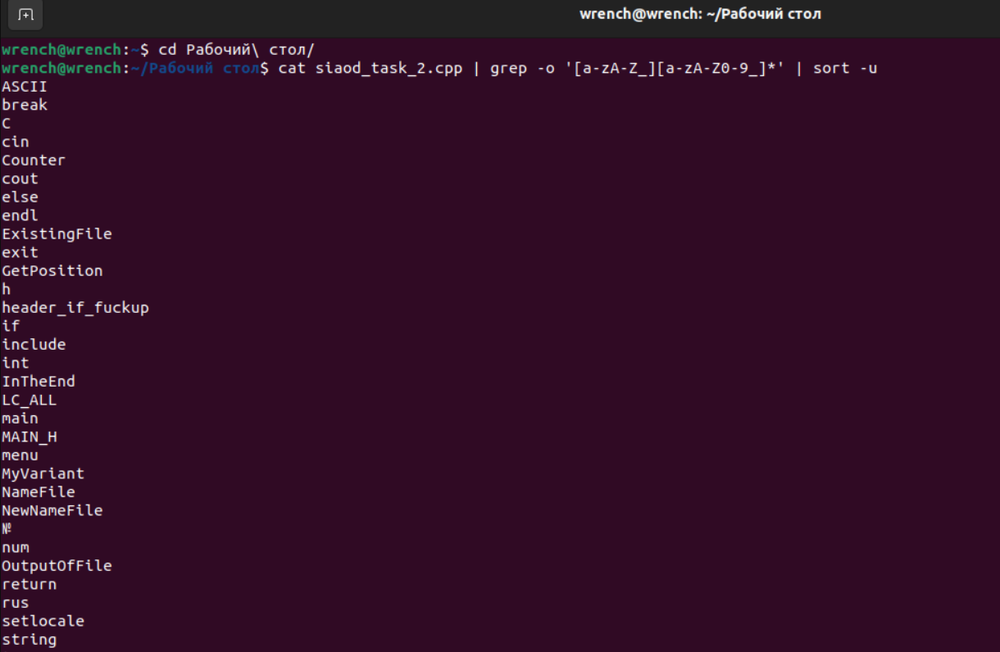 wrench@wrench: ~/Рабочий стол
wrench@wrench:~$ cd Рабочий\ стол/
wrench@wrench:~/Рабочий стол$ cat siaod_task_2.cpp | grep -o '[a-zA-Z_][a-zA-Z0-9_]*' | sort -u
ASCII
break
C
cin
Counter
cout
else
endl
ExistingFile
exit
GetPosition
h
header_if_fuckup
if
include
int
InTheEnd
LC_ALL
main
MAIN_H
menu
MyVariant
NameFile
NewNameFile
№
num
OutputOfFile
return
rus
setlocale
string